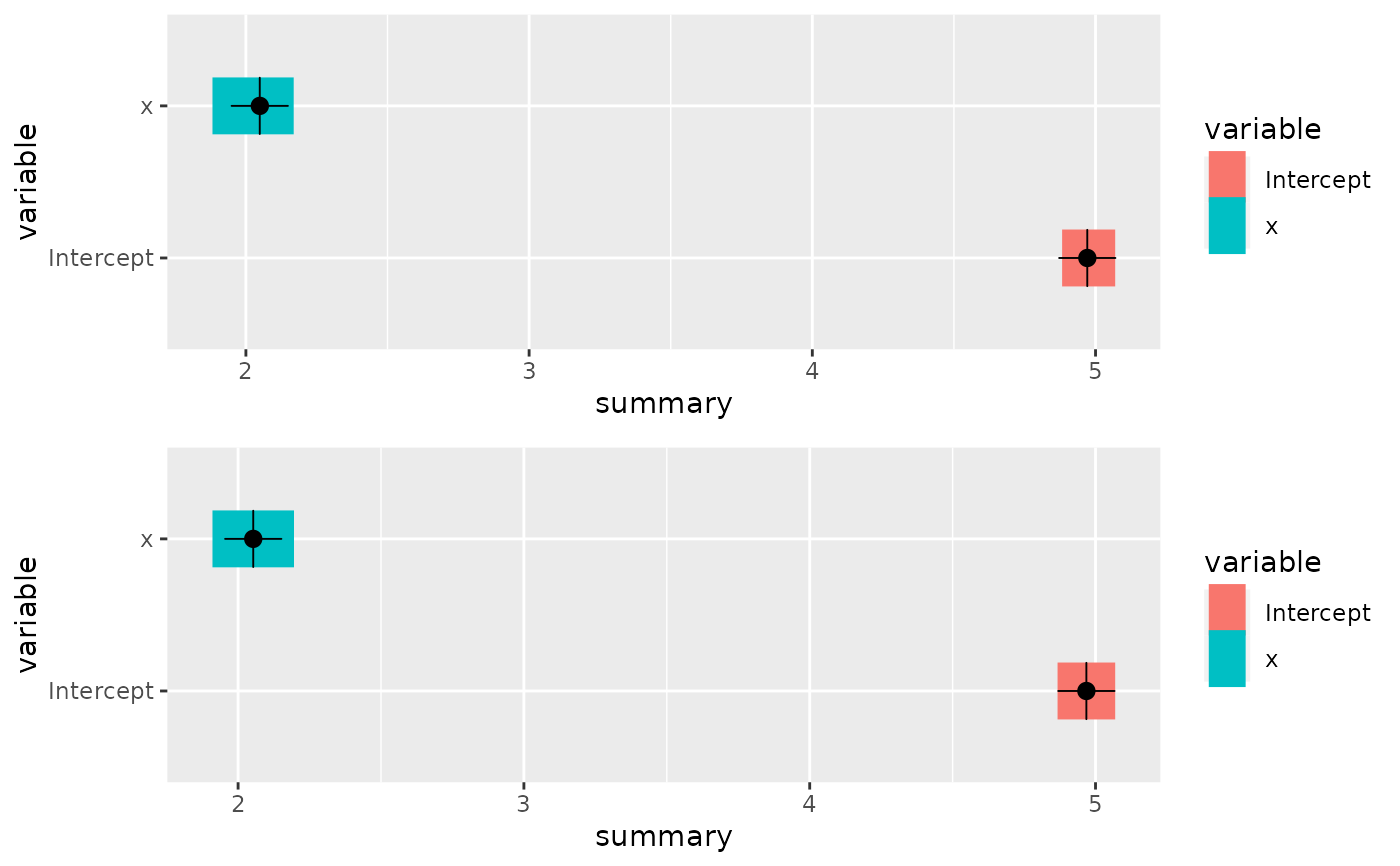 x
Intercept
variable
2 3 4 5
summary
variable
Intercept
x
x
Intercept
variable
2 3 4 5
summary
variable
Intercept
x